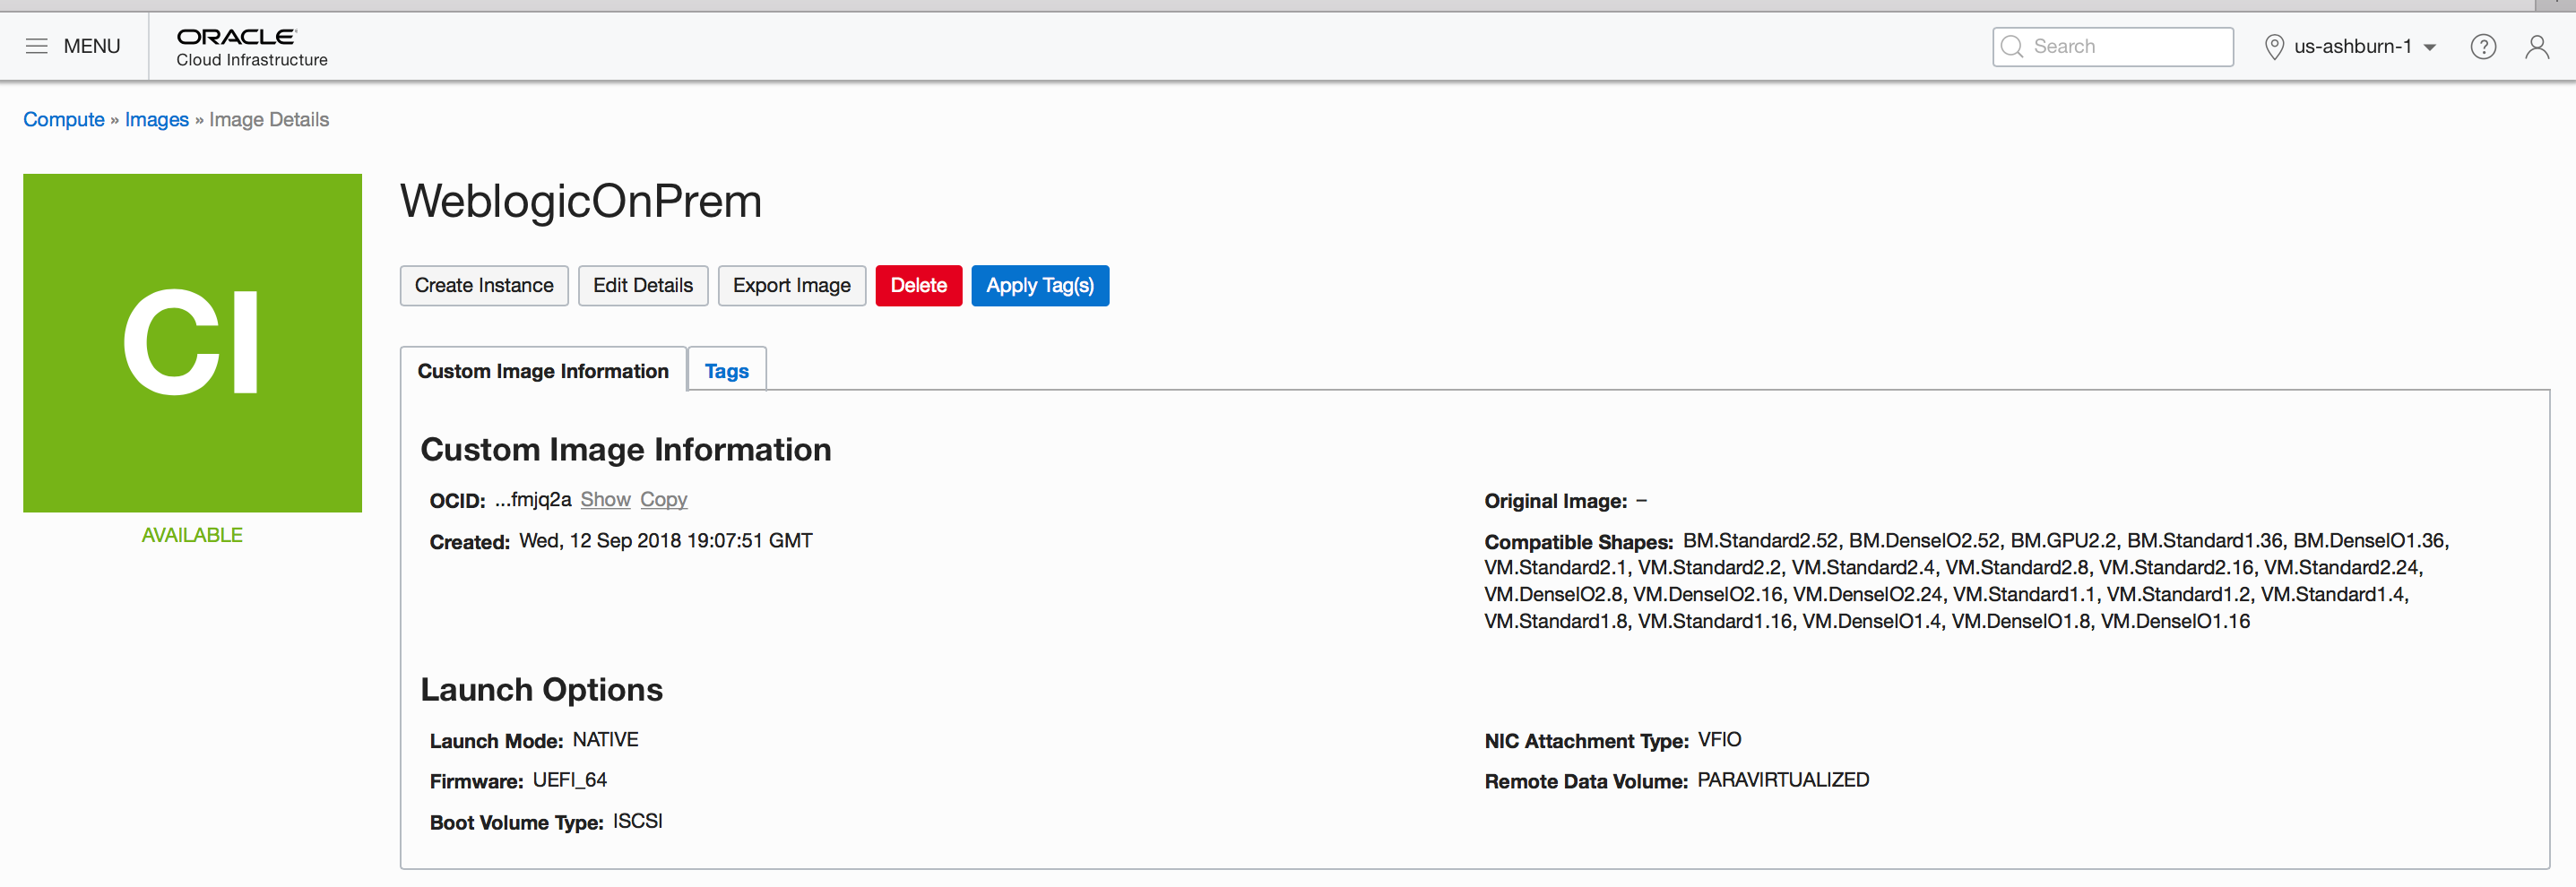 MENU
ORACLE
Cloud Infrastructure
Search
us-ashburn-1
?
Compute » Images » Image Details
CI
AVAILABLE
WeblogicOnPrem
Create Instance
Edit Details
Export Image
Delete
Apply Tag(s)
Custom Image Information
Tags
Custom Image Information
OCID: ...fmjq2a Show Copy
Created: Wed, 12 Sep 2018 19:07:51 GMT
Original Image: –
Compatible Shapes: BM.Standard2.52, BM.DenseIO2.52, BM.GPU2.2, BM.Standard1.36, BM.DenseIO1.36,
VM.Standard2.1, VM.Standard2.2, VM.Standard2.4, VM.Standard2.8, VM.Standard2.16, VM.Standard2.24,
VM.DenseIO2.8, VM.DenseIO2.16, VM.DenseIO2.24, VM.Standard1.1, VM.Standard1.2, VM.Standard1.4,
VM.Standard1.8, VM.Standard1.16, VM.DenseIO1.4, VM.DenseIO1.8, VM.DenseIO1.16
Launch Options
Launch Mode: NATIVE
Firmware: UEFI_64
Boot Volume Type: ISCSI
NIC Attachment Type: VFIO
Remote Data Volume: PARAVIRTUALIZED